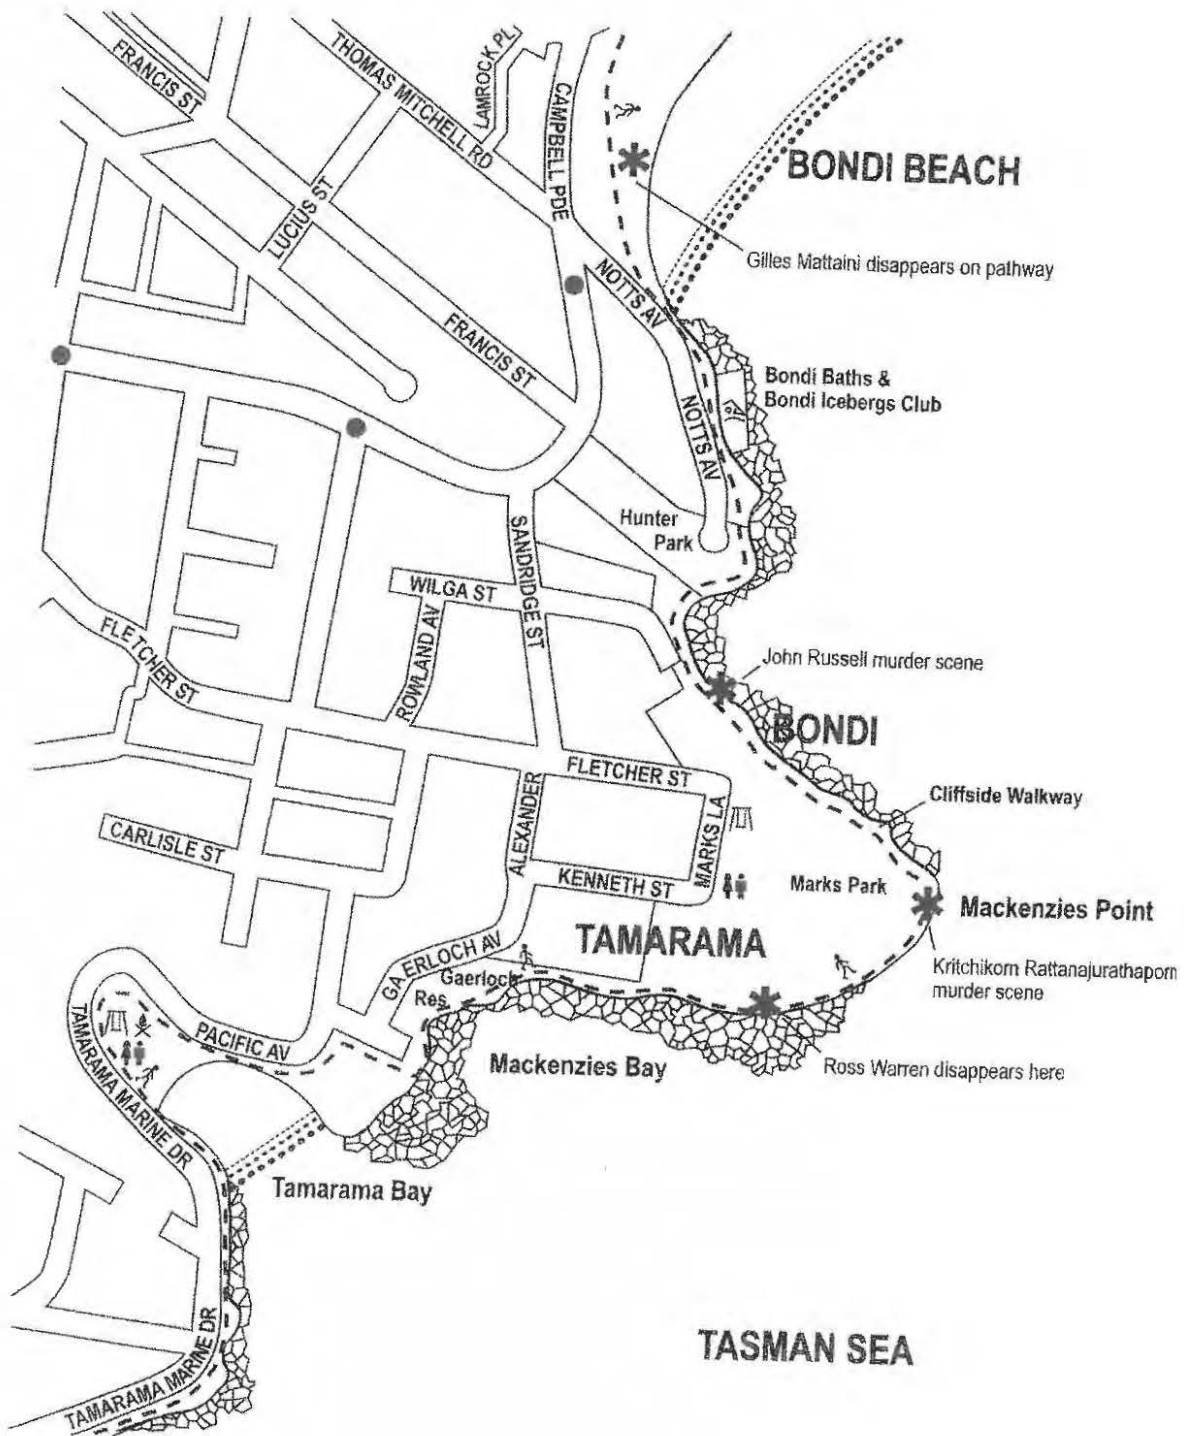 FRANCIS ST
THOMAS MITCHELL RD
LAMROCK PL
CAMPBELL PDE
BONDI BEACH
LUCIUS ST
Gilles Mattaini disappears on pathway
NOTTS AV
FRANCIS ST
Bondi Baths &
Bondi Icebergs Club
NOTTS AV
Hunter
Park
SANDRIDGE ST
WILGA ST
ROWLAND AV
FLETCHER ST
John Russell murder scene
BONDI
FLETCHER ST
Cliffside Walkway
ALEXANDER
MARKS LA
CARLISLE ST
KENNETH ST
Marks Park
Mackenzies Point
TAMARAMA
GAERLOCH AV
Gaerloch
Res.
Kritchikorn Rattanajurathaporn
murder scene
TAMARAMA MARINE DR
PACIFIC AV
Mackenzies Bay
Ross Warren disappears here
Tamarama Bay
TASMAN SEA
TAMARAMA MARINE DR